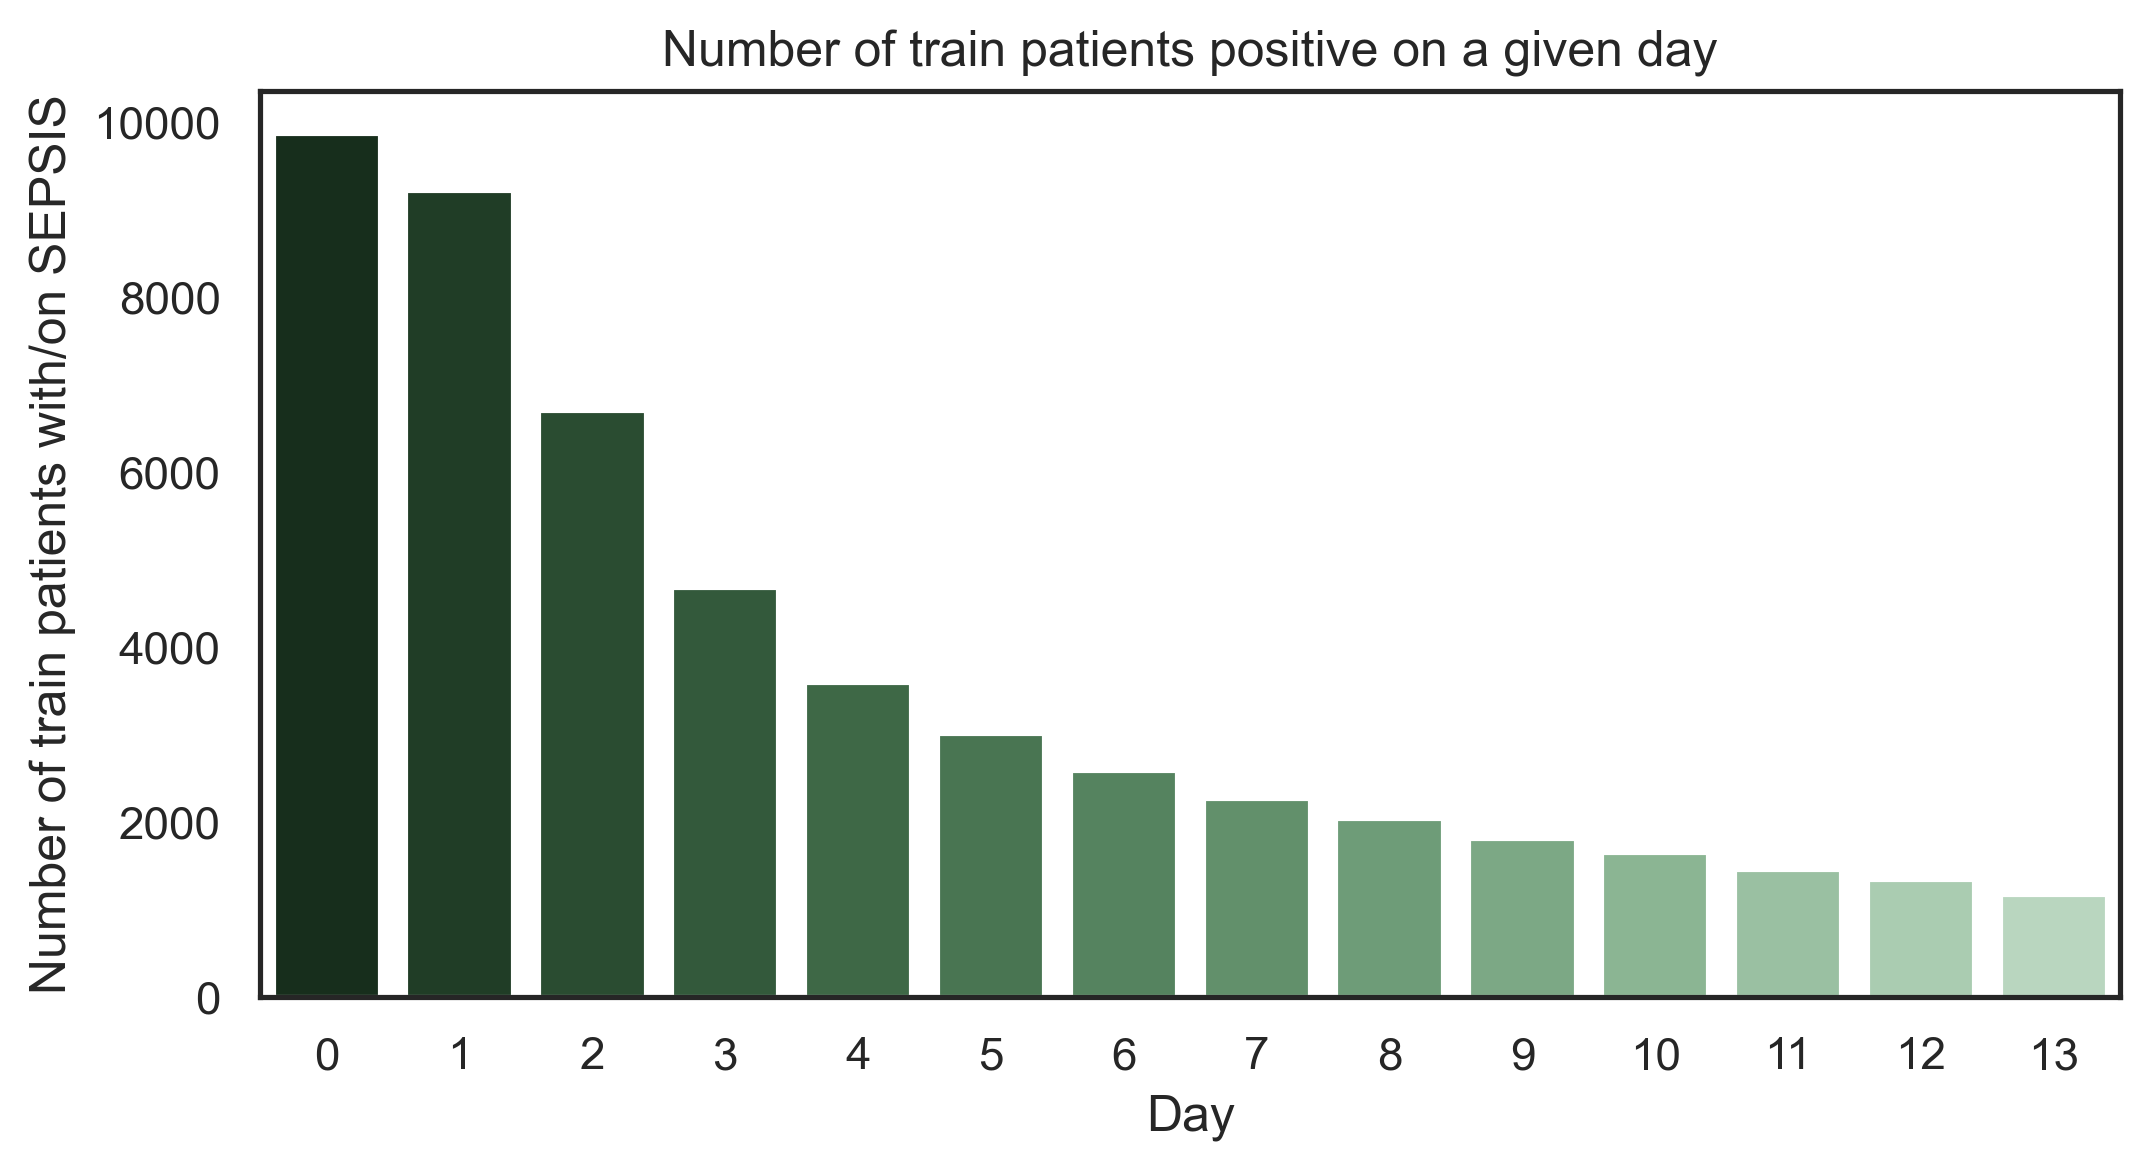 Number of train patients positive on a given day
Number of train patients with/on SEPSIS
10000
8000
6000
4000
2000
0
0 1 2 3 4 5 6 7 8 9 10 11 12 13
Day